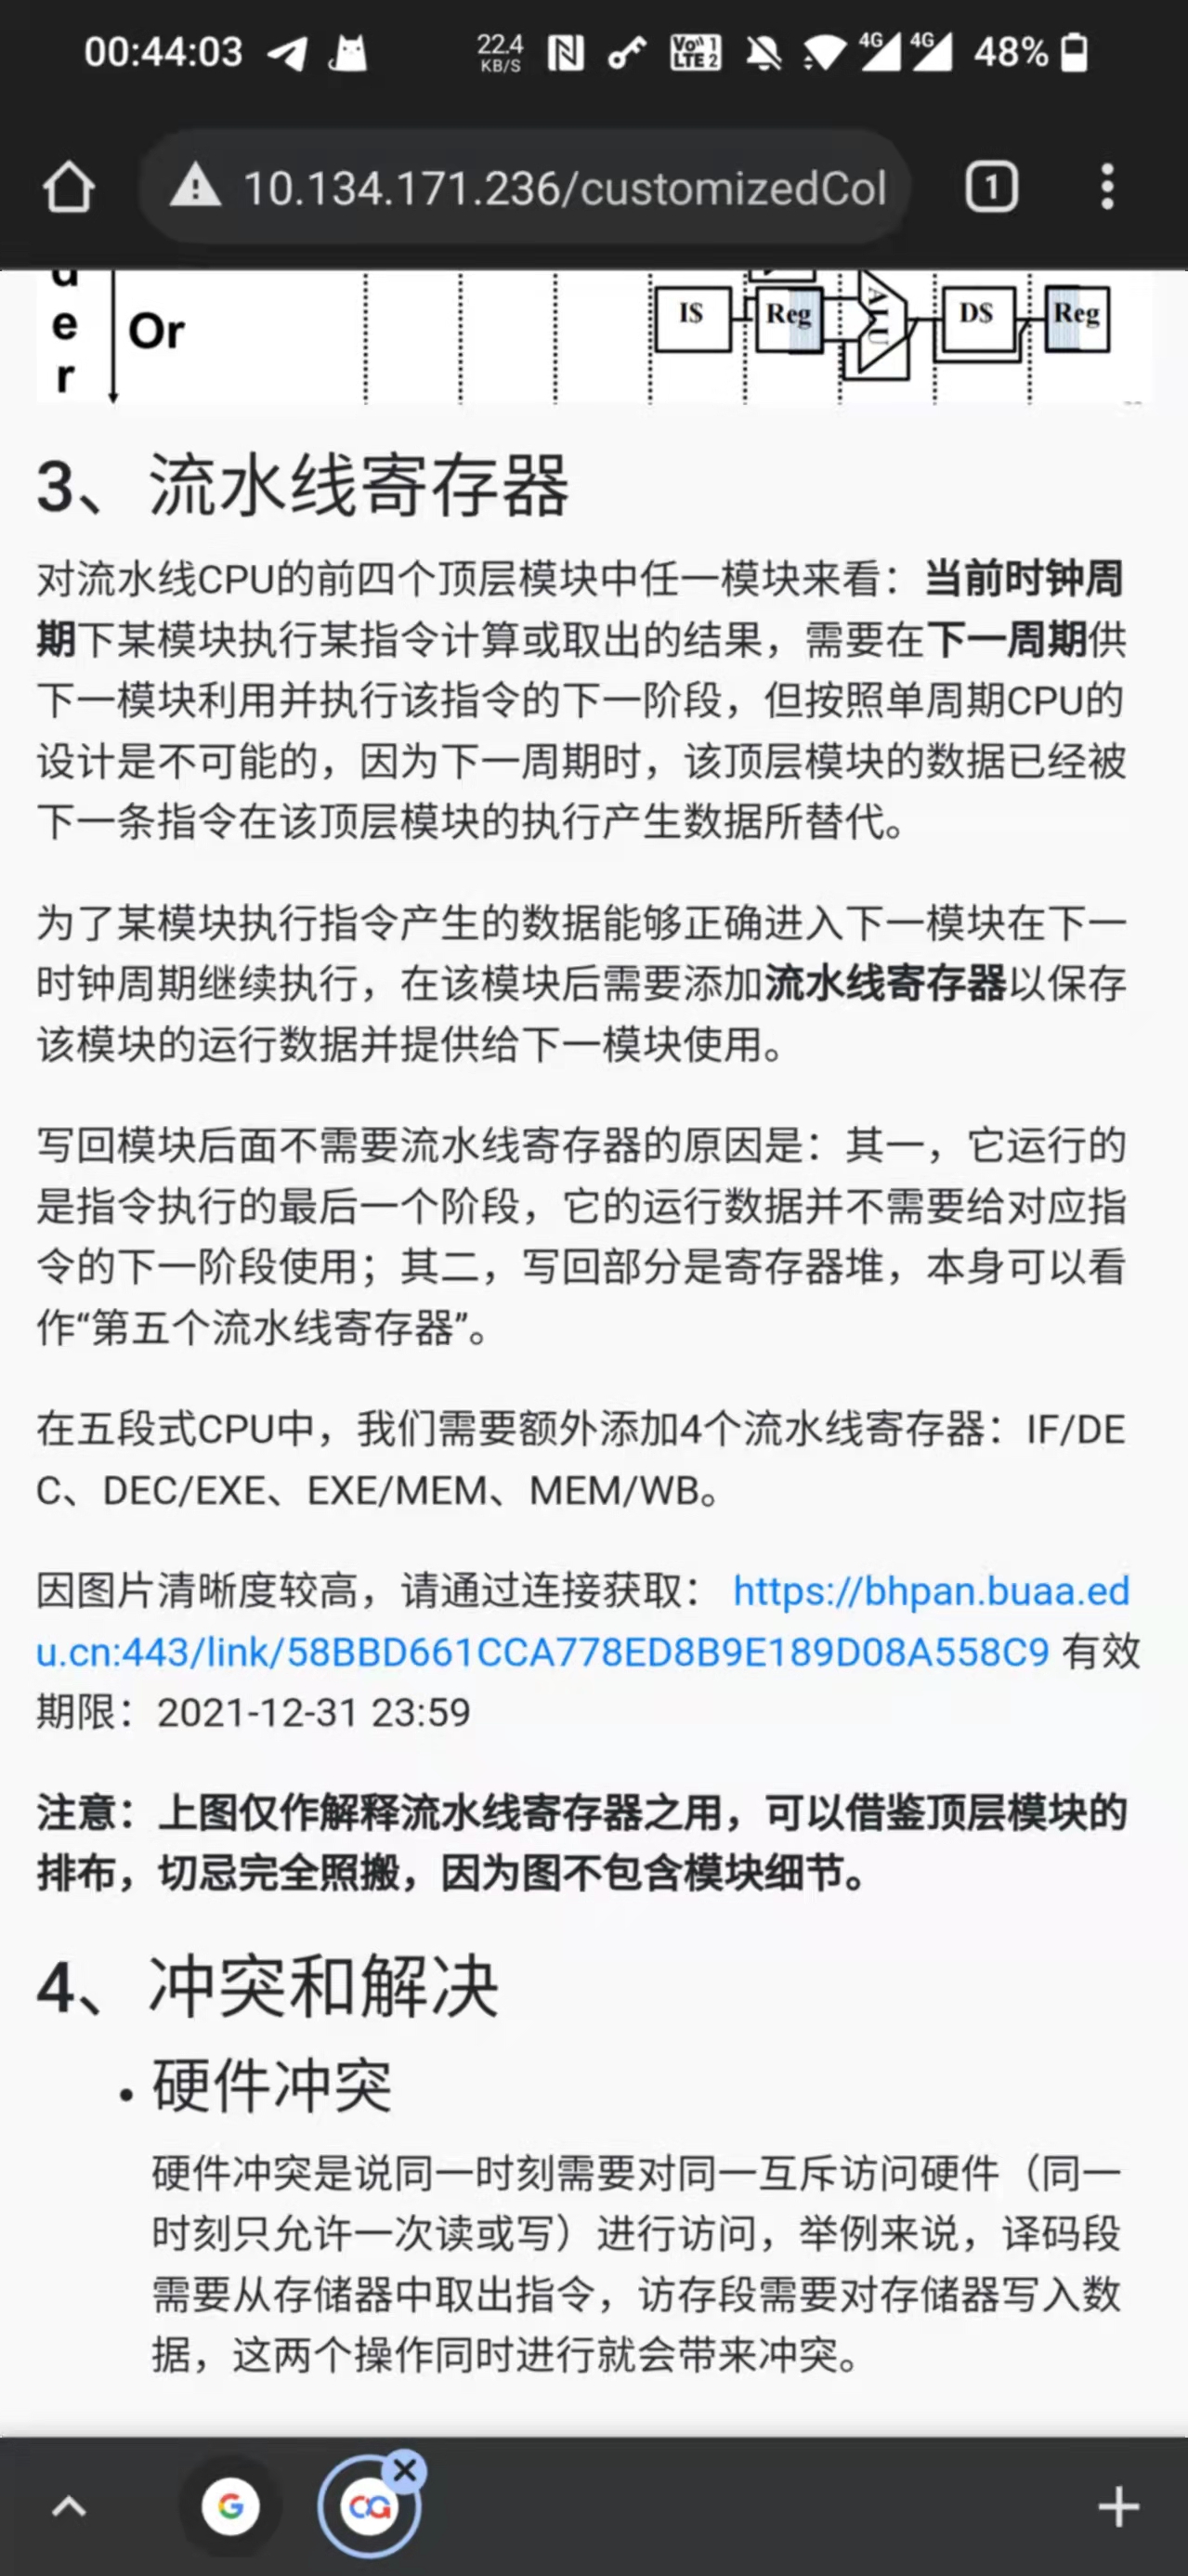 00:44:03 22.4 KB/S Vo 1 LTE 2 4G 4G 48%
10.134.171.236/customizedCol 1
u
e
r
Or
I$ Reg ALU D$ Reg
3、流水线寄存器
对流水线CPU的前四个顶层模块中任一模块来看：当前时钟周
期下某模块执行某指令计算或取出的结果，需要在下一周期供
下一模块利用并执行该指令的下一阶段，但按照单周期CPU的
设计是不可能的，因为下一周期时，该顶层模块的数据已经被
下一条指令在该顶层模块的执行产生数据所替代。
为了某模块执行指令产生的数据能够正确进入下一模块在下一
时钟周期继续执行，在该模块后需要添加流水线寄存器以保存
该模块的运行数据并提供给下一模块使用。
写回模块后面不需要流水线寄存器的原因是：其一，它运行的
是指令执行的最后一个阶段，它的运行数据并不需要给对应指
令的下一阶段使用；其二，写回部分是寄存器堆，本身可以看
作“第五个流水线寄存器”。
在五段式CPU中，我们需要额外添加4个流水线寄存器：IF/DE
C、DEC/EXE、EXE/MEM、MEM/WB。
因图片清晰度较高，请通过连接获取： https://bhpan.buaa.ed
u.cn:443/link/58BBD661CCA778ED8B9E189D08A558C9 有效
期限：2021-12-31 23:59
注意：上图仅作解释流水线寄存器之用，可以借鉴顶层模块的
排布，切忌完全照搬，因为图不包含模块细节。
4、冲突和解决
• 硬件冲突
硬件冲突是说同一时刻需要对同一互斥访问硬件（同一
时刻只允许一次读或写）进行访问，举例来说，译码段
需要从存储器中取出指令，访存段需要对存储器写入数
据，这两个操作同时进行就会带来冲突。